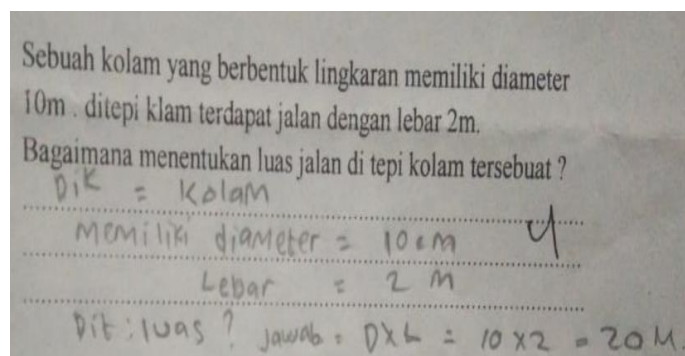 Sebuah kolam yang berbentuk lingkaran memiliki diameter
10m . ditepi klam terdapat jalan dengan lebar 2m.
Bagaimana menentukan luas jalan di tepi kolam tersebuat ?
Dik = Kolam
Memiliki diameter = 10 cm
Lebar = 2 M
Dit : luas ? Jawab = D X L = 10 X 2 = 20 M.